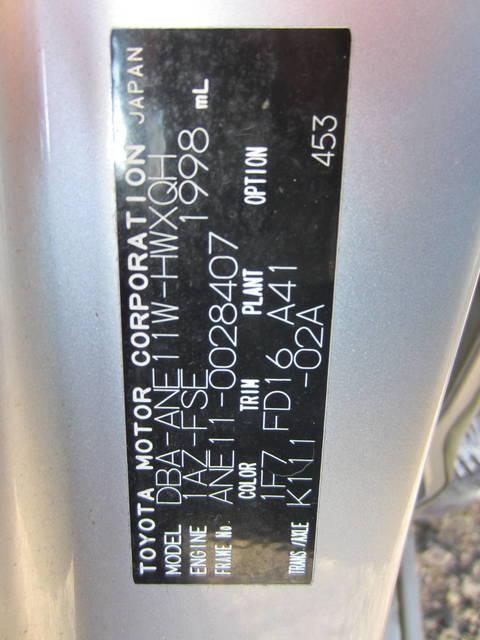 TOYOTA MOTOR CORPORATION JAPAN
MODEL DBA-ANE11W-HWXQH
ENGINE 1AZ-FSE 1998 mL
FRAME No. ANE11-0028407
COLOR TRIM PLANT OPTION
1F7 FD16 A41
TRANS/AXLE K111 -02A 453